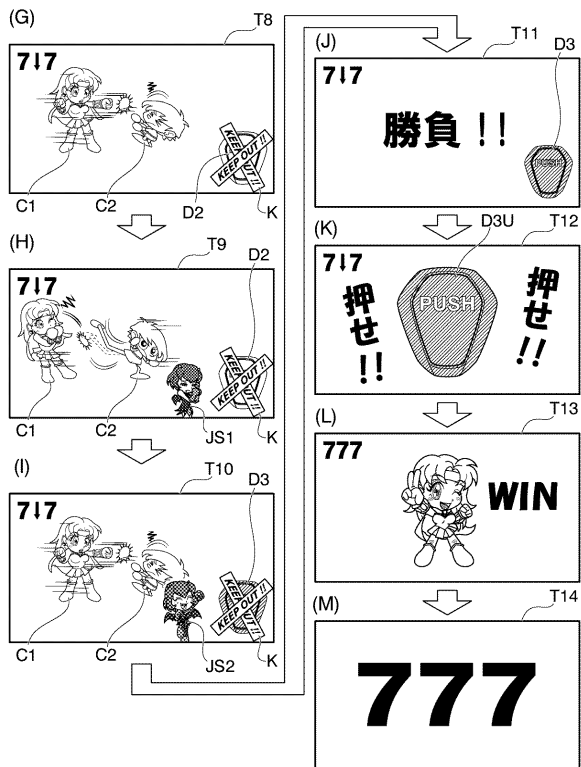 (G)
T8
7↓7
KEEP OUT!!
KEEP OUT!!
C1
C2
D2
K
(H)
T9
D2
7↓7
KEEP OUT!!
KEEP OUT!!
C1
C2
JS1
K
(I)
T10
D3
7↓7
KEEP OUT!!
KEEP OUT!!
C1
C2
JS2
K
(J)
T11
D3
7↓7
勝負!!
PUSH
(K)
D3U
T12
7↓7
押せ!!
PUSH
押せ!!
(L)
T13
777
WIN
(M)
T14
777